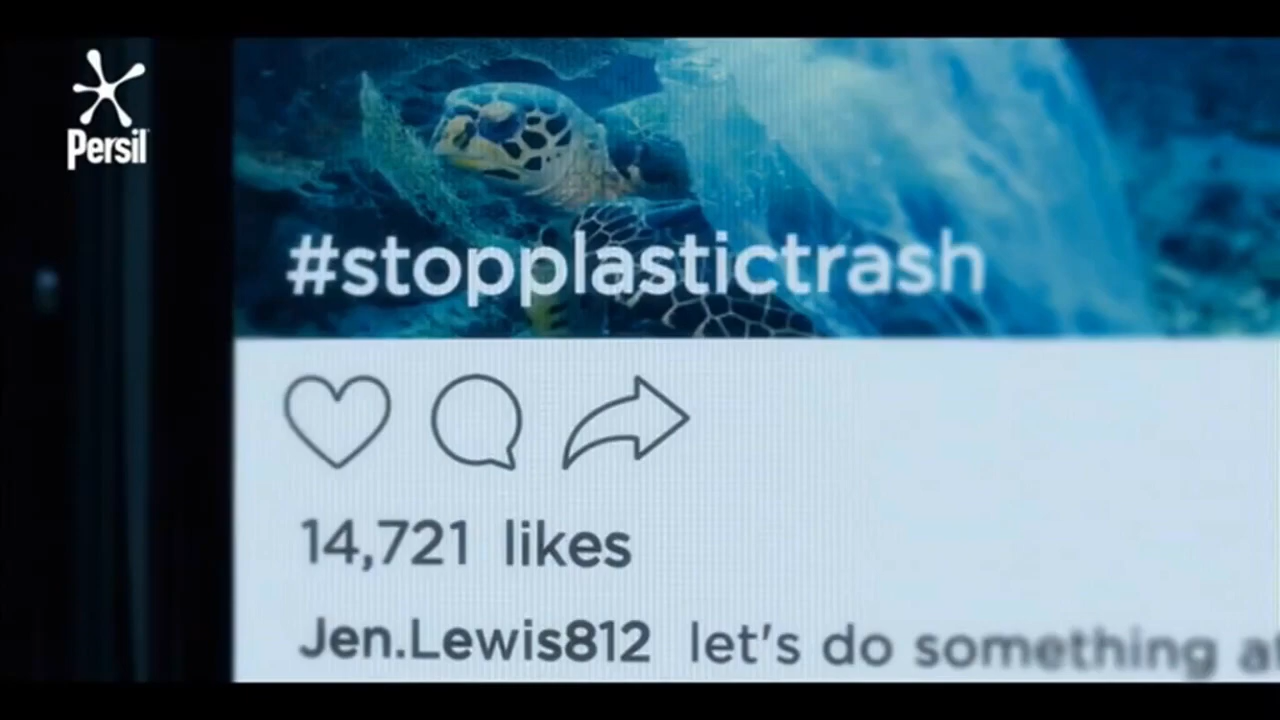 Persil
#stopplastictrash
14,721 likes
Jen.Lewis812 let's do something